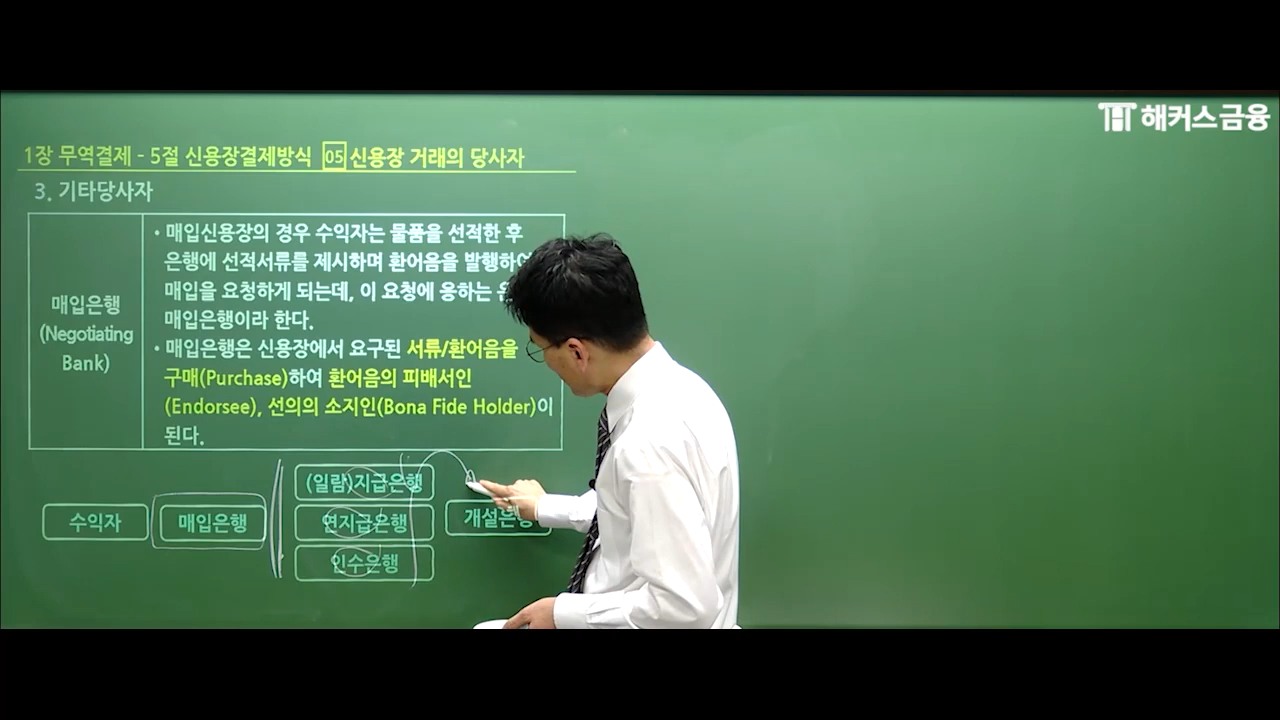 해커스금융
1장 무역결제 - 5절 신용장결제방식 05 신용장 거래의 당사자
3. 기타당사자
매입은행
(Negotiating
Bank)
• 매입신용장의 경우 수익자는 물품을 선적한 후
은행에 선적서류를 제시하며 환어음을 발행하여
매입을 요청하게 되는데, 이 요청에 응하는
매입은행이라 한다.
• 매입은행은 신용장에서 요구된 서류/환어음을
구매(Purchase)하여 환어음의 피배서인
(Endorsee), 선의의 소지인(Bona Fide Holder)이
된다.
수익자
매입은행
(일람)지급은행
연지급은행
인수은행
개설은행